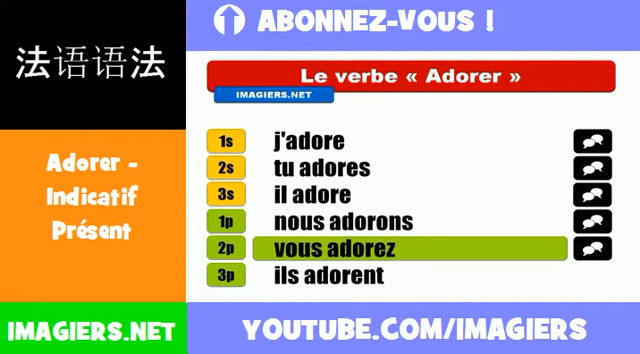 法语语法
ABONNEZ-VOUS !
Le verbe « Adorer »
IMAGIERS.NET
Adorer -
Indicatif
Présent
1s j'adore
2s tu adores
3s il adore
1p nous adorons
2p vous adorez
3p ils adorent
IMAGIERS.NET
YOUTUBE.COM/IMAGIERS